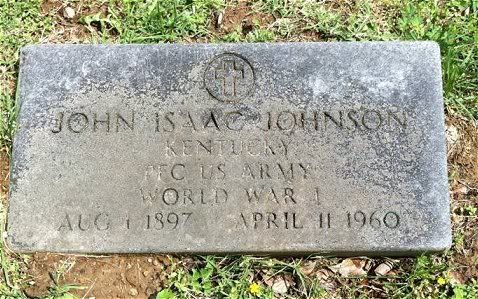 JOHN ISAAC JOHNSON
KENTUCKY
PFC US ARMY
WORLD WAR I
AUG 1 1897 APRIL 11 1960